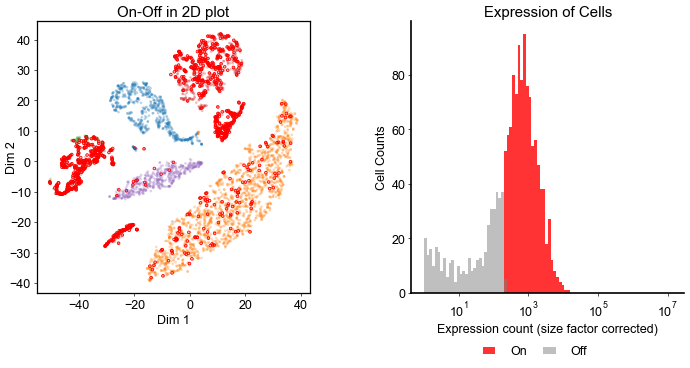 On-Off in 2D plot
Dim 2
40
30
20
10
0
−10
−20
−30
−40
−40
−20
0
20
40
Dim 1
Expression of Cells
Cell Counts
80
60
40
20
0
10^1
10^3
10^5
10^7
Expression count (size factor corrected)
On
Off